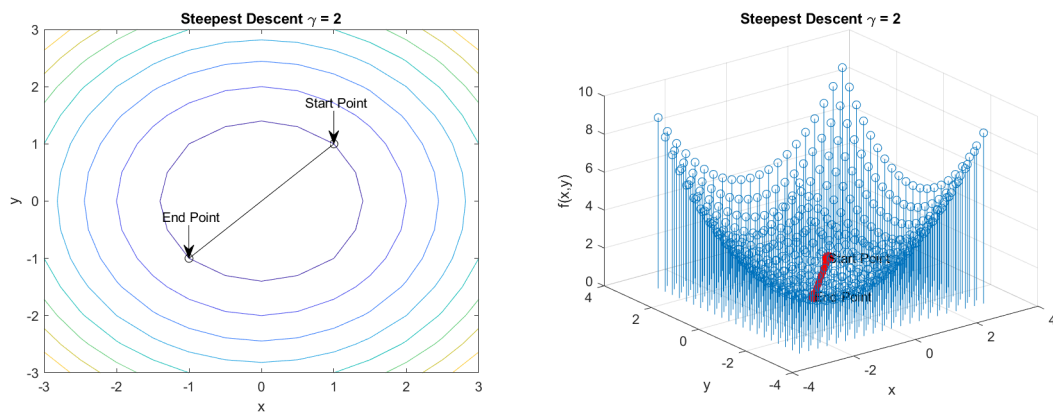 Steepest Descent γ = 2
3
2
1
0
-1
-2
-3
y
Start Point
End Point
-3
-2
-1
0
1
2
3
x
Steepest Descent γ = 2
10
8
6
4
2
0
f(x,y)
Start Point
End Point
4
2
0
-2
-4
y
-4
-2
0
2
4
x